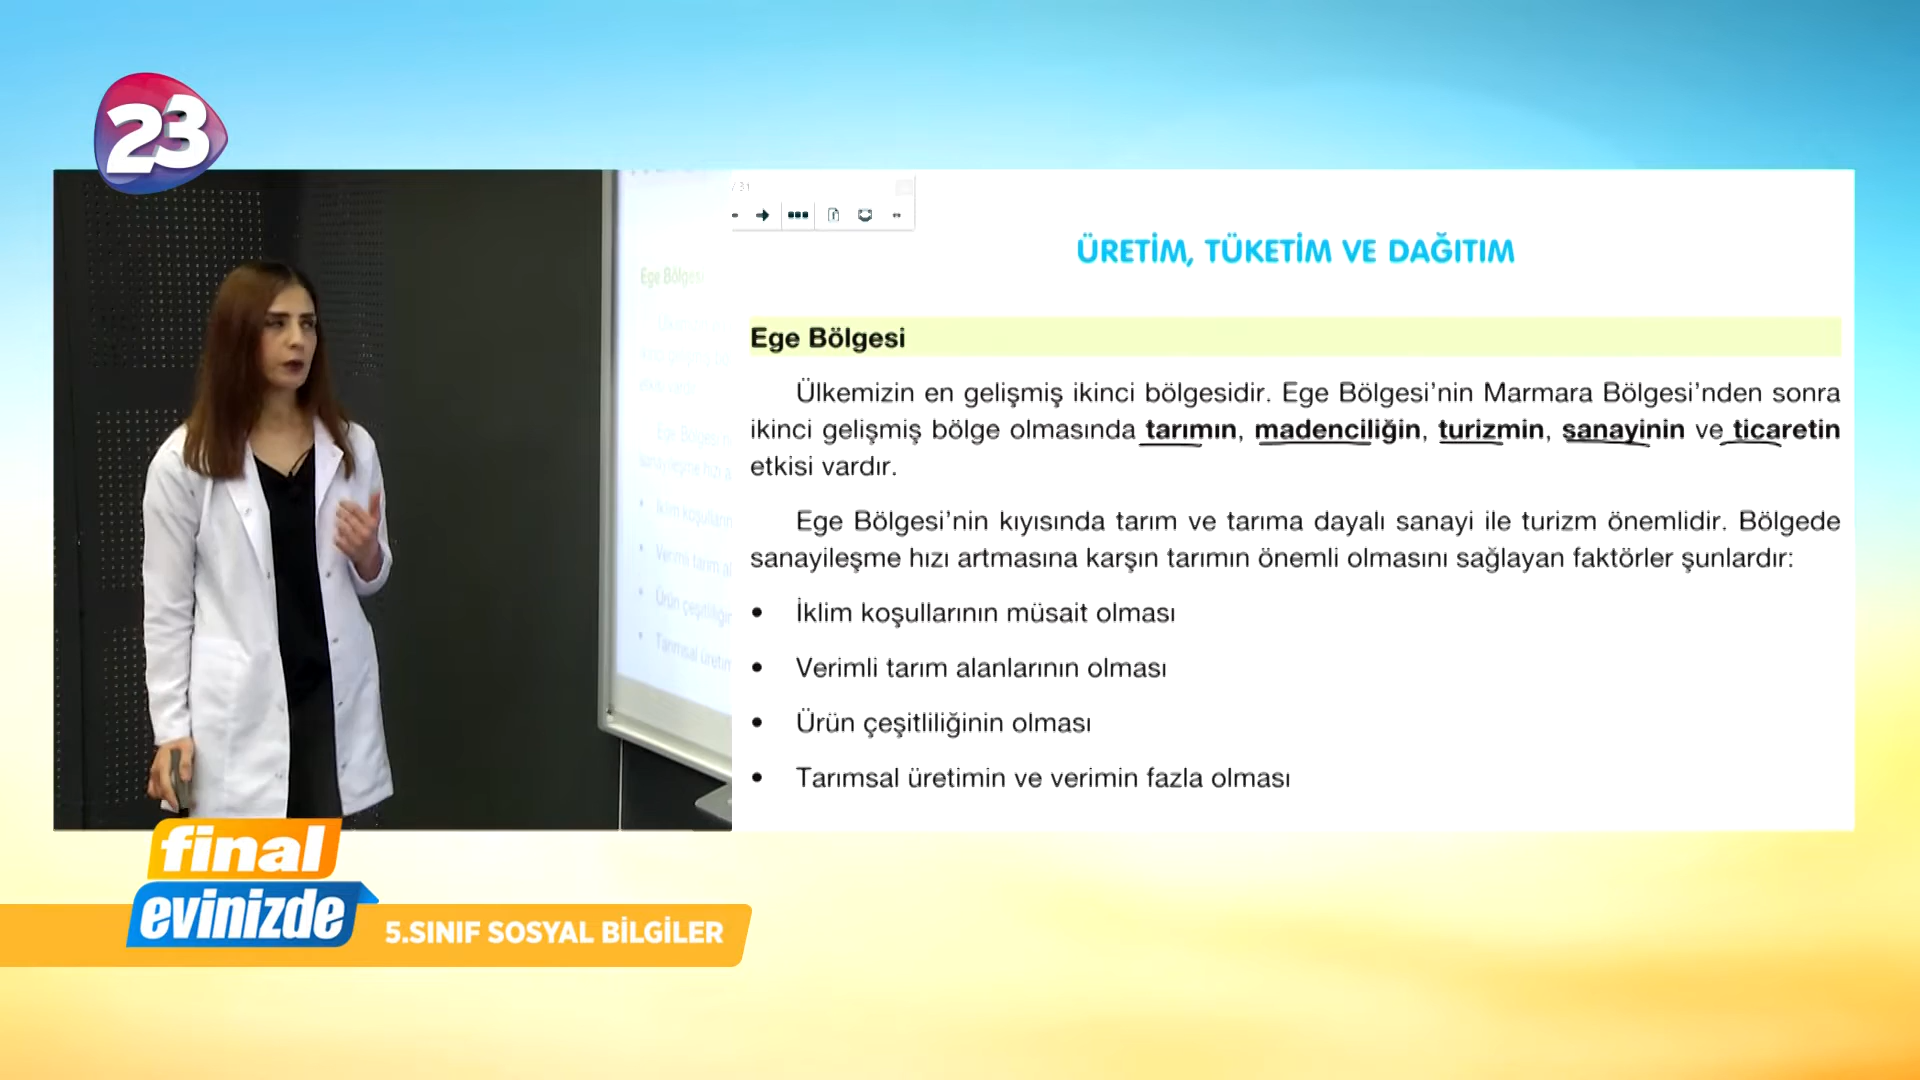 23
/ 31
ÜRETİM, TÜKETİM VE DAĞITIM
Ege Bölgesi
Ege Bölgesi
Ülkemizin en gelişmiş ikinci bölgesidir. Ege Bölgesi'nin Marmara Bölgesi'nden sonra
ikinci gelişmiş bölge olmasında tarımın, madenciliğin, turizmin, sanayinin ve ticaretin
etkisi vardır.
Ege Bölgesi'nin kıyısında tarım ve tarıma dayalı sanayi ile turizm önemlidir. Bölgede
sanayileşme hızı artmasına karşın tarımın önemli olmasını sağlayan faktörler şunlardır:
• İklim koşullarının müsait olması
• Verimli tarım alanlarının olması
• Ürün çeşitliliğinin olması
• Tarımsal üretimin ve verimin fazla olması
final
evinizde
5.SINIF SOSYAL BİLGİLER